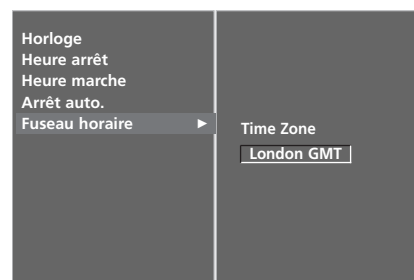 Horloge
Heure arrêt
Heure marche
Arrêt auto.
Fuseau horaire ►
Time Zone
London GMT